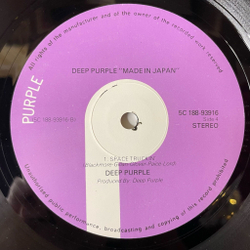 All rights of the manufacturer and of the owner of the recorded work reserved
DEEP PURPLE "MADE IN JAPAN"
PURPLE
5C 188-93916
Side 4
STEREO
1. SPACE TRUCKIN'
DEEP PURPLE
Produced By: Deep Purple
Unauthorised public performance, broadcasting and copying of this record prohibited